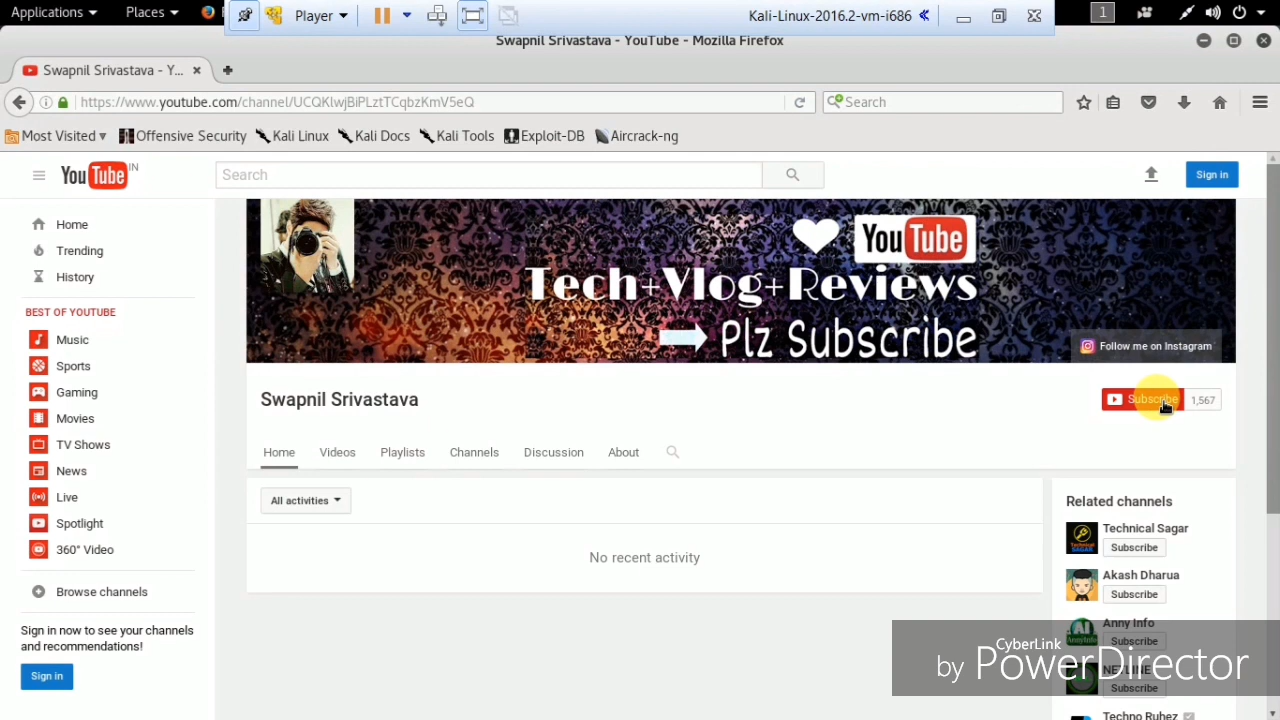 Applications Places Player Kali-Linux-2016.2-vm-i686 1
Swapnil Srivastava - YouTube - Mozilla Firefox
Swapnil Srivastava - Y...
https://www.youtube.com/channel/UCQKlwjBiPLztTCqbzKmV5eQ Search
Most Visited Offensive Security Kali Linux Kali Docs Kali Tools Exploit-DB Aircrack-ng
YouTube IN Search Sign in
Home
Trending
History
BEST OF YOUTUBE
Music
Sports
Gaming
Movies
TV Shows
News
Live
Spotlight
360° Video
Browse channels
Sign in now to see your channels
and recommendations!
Sign in
YouTube
Tech+Vlog+Reviews
Plz Subscribe
Follow me on Instagram
Swapnil Srivastava Subscribe 1,567
Home Videos Playlists Channels Discussion About
All activities
No recent activity
Related channels
Technical Sagar
Subscribe
Akash Dharua
Subscribe
Anny Info
Subscribe
NETLINE
Subscribe
Techno Ruhez
CyberLink
by PowerDirector